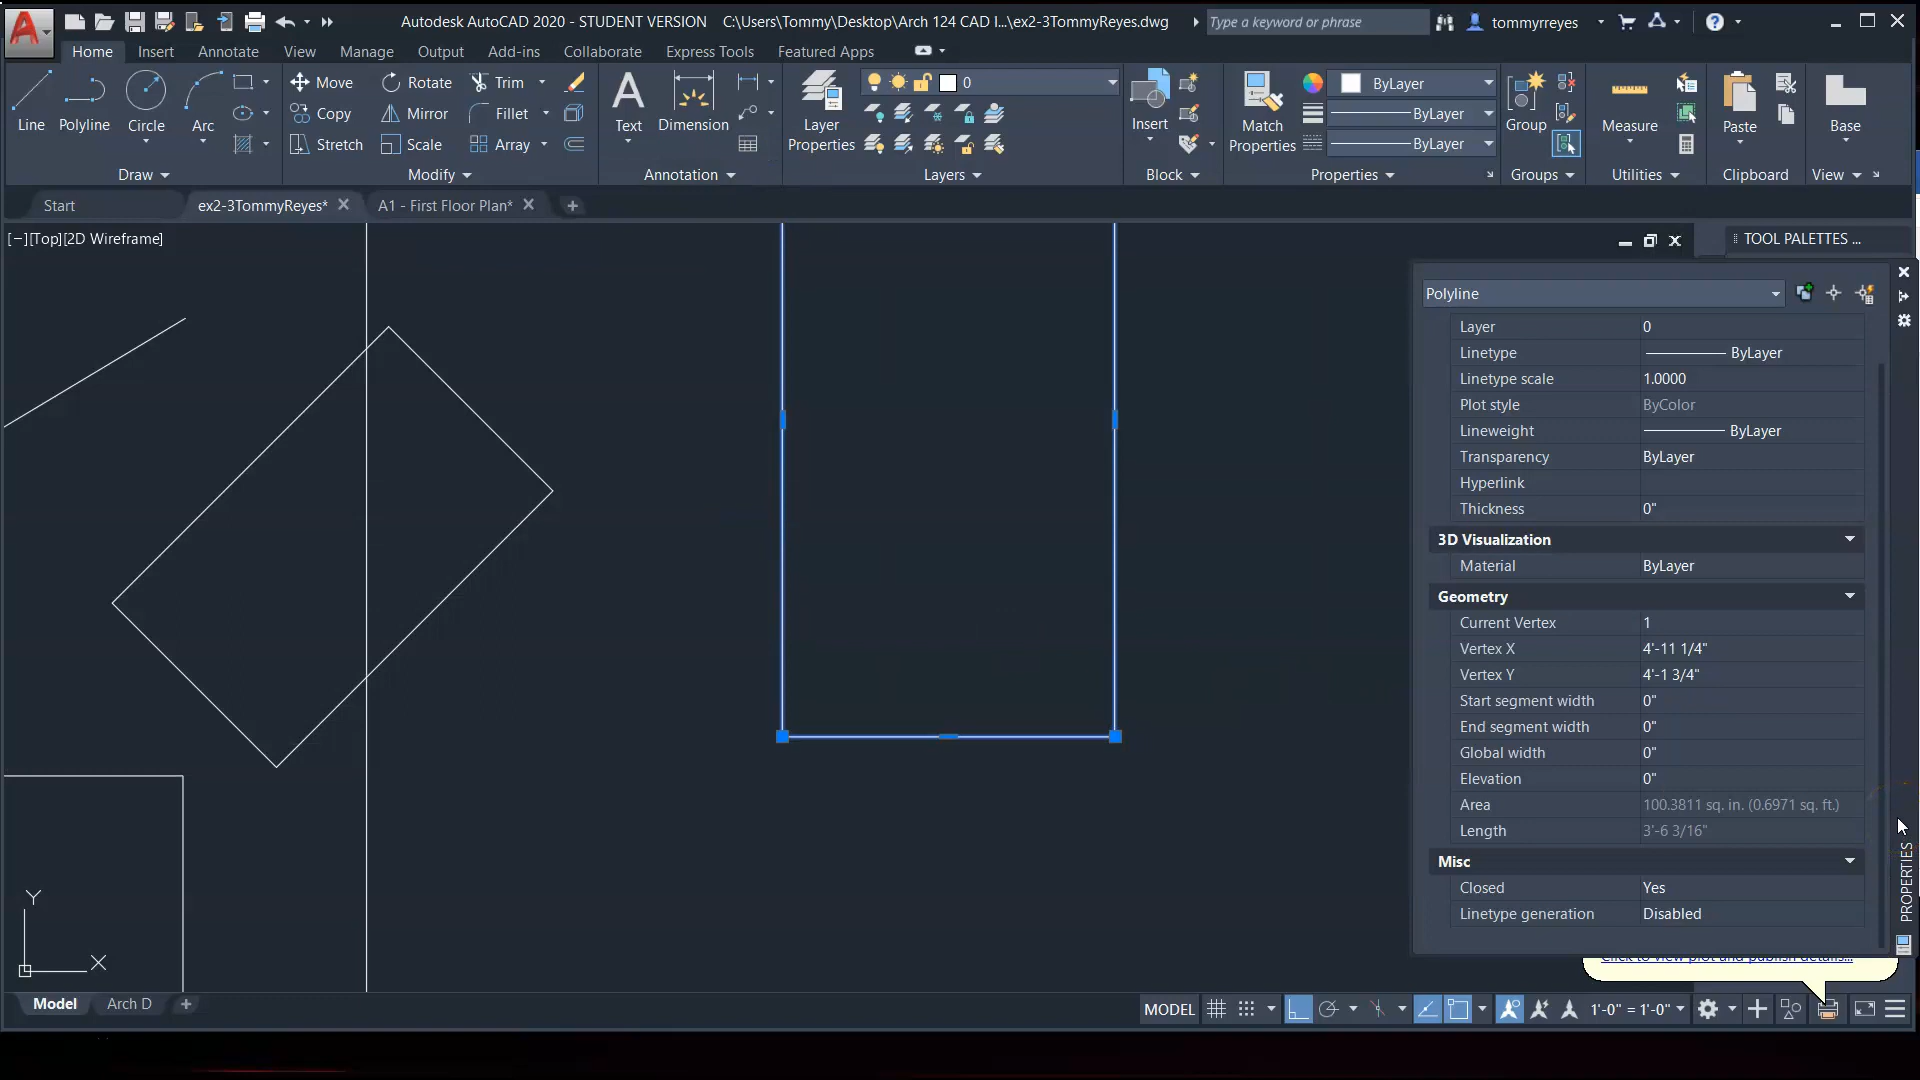 Autodesk AutoCAD 2020 - STUDENT VERSION C:\Users\Tommy\Desktop\Arch 124 CAD I...\ex2-3TommyReyes.dwg Type a keyword or phrase tommyrreyes
Home Insert Annotate View Manage Output Add-ins Collaborate Express Tools Featured Apps
Line Polyline Circle Arc
Move Rotate Trim
Copy Mirror Fillet
Stretch Scale Array
Text Dimension
Layer Properties
0
Insert
Match Properties
ByLayer
ByLayer
ByLayer
Group
Measure
Paste
Base
Draw Modify Annotation Layers Block Properties Groups Utilities Clipboard View
Start ex2-3TommyReyes* A1 - First Floor Plan*
[−][Top][2D Wireframe]
TOOL PALETTES ...
Polyline
Layer 0
Linetype ByLayer
Linetype scale 1.0000
Plot style ByColor
Lineweight ByLayer
Transparency ByLayer
Hyperlink
Thickness 0"
3D Visualization
Material ByLayer
Geometry
Current Vertex 1
Vertex X 4'-11 1/4"
Vertex Y 4'-1 3/4"
Start segment width 0"
End segment width 0"
Global width 0"
Elevation 0"
Area 100.3811 sq. in. (0.6971 sq. ft.)
Length 3'-6 3/16"
Misc
Closed Yes
Linetype generation Disabled
PROPERTIES
Click to view plot and publish details...
Y
X
Model Arch D
MODEL 1'-0" = 1'-0"